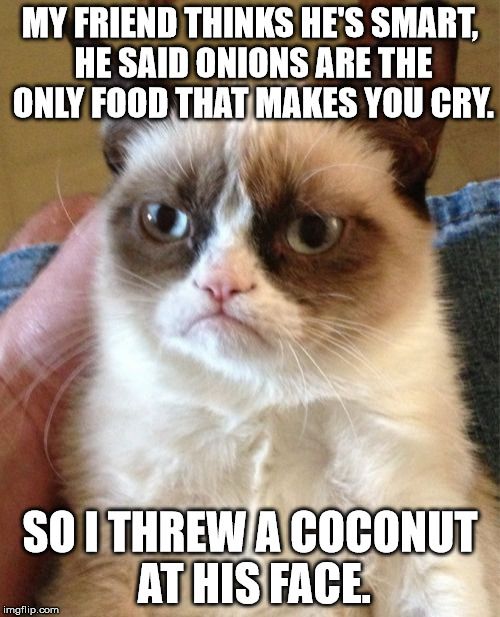 MY FRIEND THINKS HE'S SMART,
HE SAID ONIONS ARE THE
ONLY FOOD THAT MAKES YOU CRY.
SO I THREW A COCONUT
AT HIS FACE.
imgflip.com